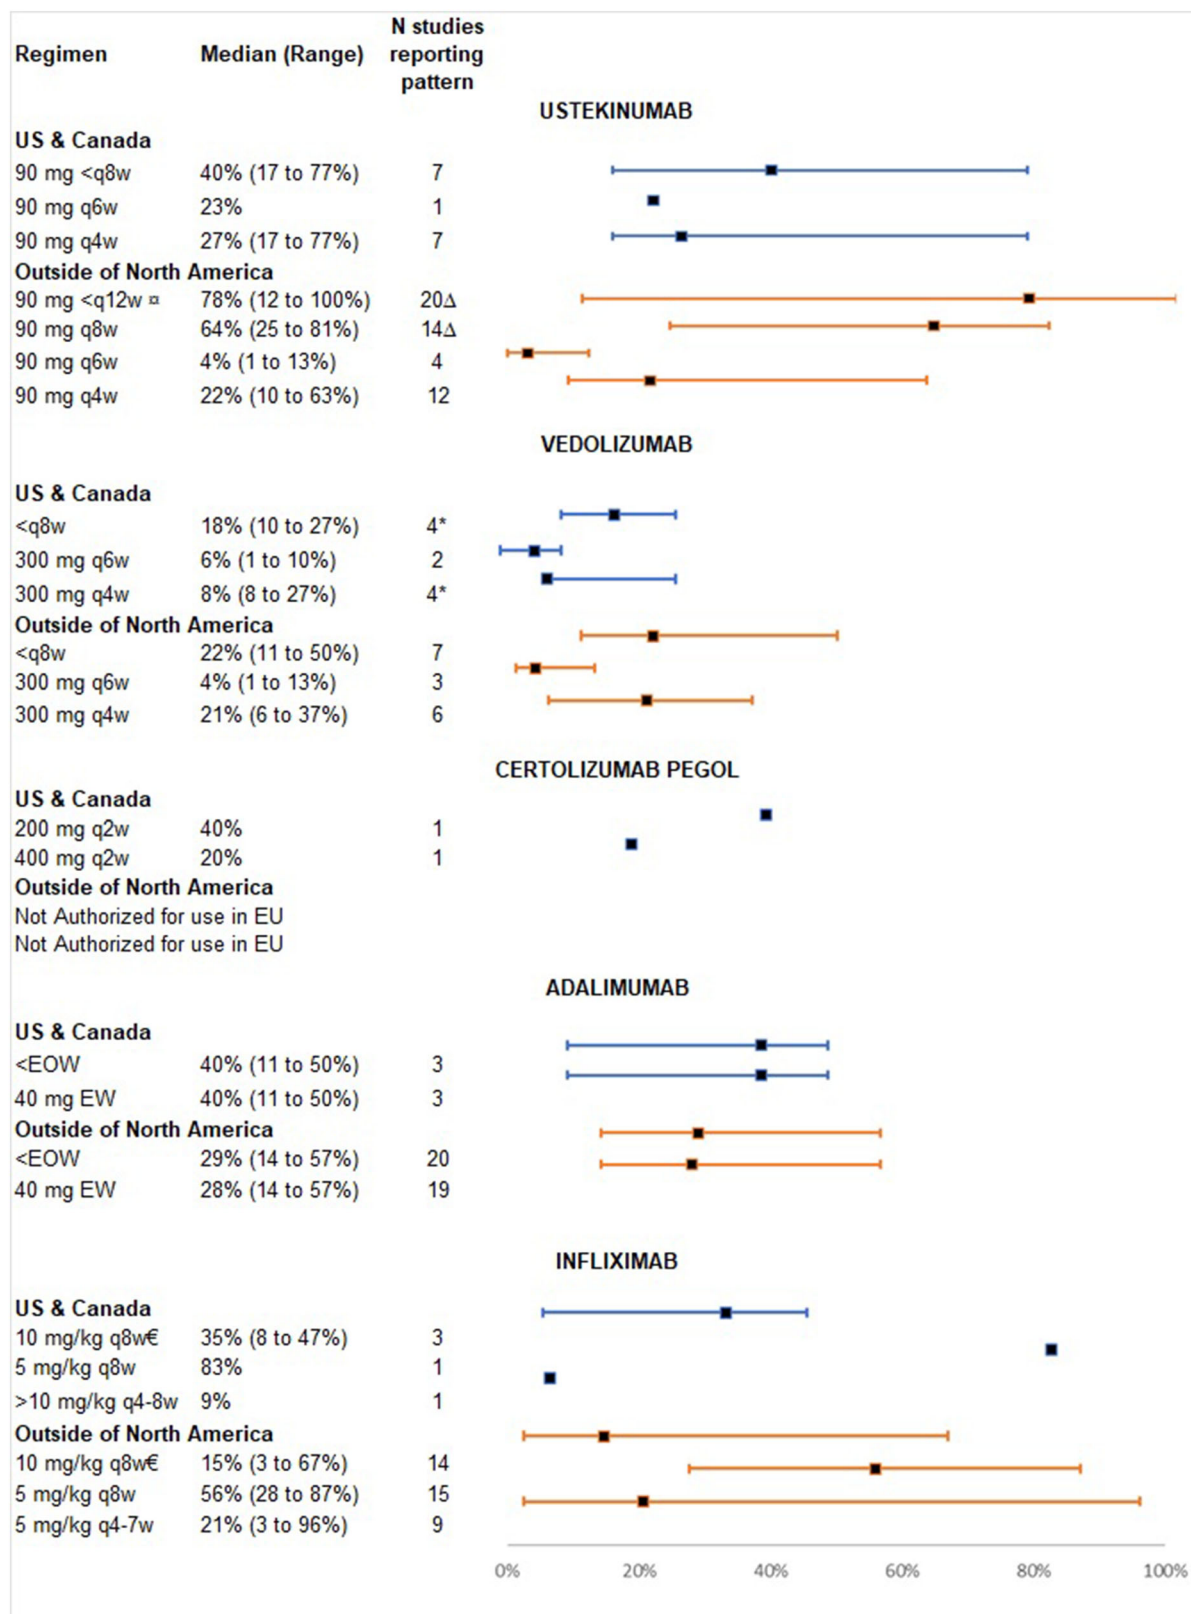 Regimen Median (Range) N studies reporting pattern
USTEKINUMAB
US & Canada
90 mg <q8w 40% (17 to 77%) 7
90 mg q6w 23% 1
90 mg q4w 27% (17 to 77%) 7
Outside of North America
90 mg <q12w ¤ 78% (12 to 100%) 20Δ
90 mg q8w 64% (25 to 81%) 14Δ
90 mg q6w 4% (1 to 13%) 4
90 mg q4w 22% (10 to 63%) 12
VEDOLIZUMAB
US & Canada
<q8w 18% (10 to 27%) 4*
300 mg q6w 6% (1 to 10%) 2
300 mg q4w 8% (8 to 27%) 4*
Outside of North America
<q8w 22% (11 to 50%) 7
300 mg q6w 4% (1 to 13%) 3
300 mg q4w 21% (6 to 37%) 6
CERTOLIZUMAB PEGOL
US & Canada
200 mg q2w 40% 1
400 mg q2w 20% 1
Outside of North America
Not Authorized for use in EU
Not Authorized for use in EU
ADALIMUMAB
US & Canada
<EOW 40% (11 to 50%) 3
40 mg EW 40% (11 to 50%) 3
Outside of North America
<EOW 29% (14 to 57%) 20
40 mg EW 28% (14 to 57%) 19
INFLIXIMAB
US & Canada
10 mg/kg q8w€ 35% (8 to 47%) 3
5 mg/kg q8w 83% 1
>10 mg/kg q4-8w 9% 1
Outside of North America
10 mg/kg q8w€ 15% (3 to 67%) 14
5 mg/kg q8w 56% (28 to 87%) 15
5 mg/kg q4-7w 21% (3 to 96%) 9
0% 20% 40% 60% 80% 100%